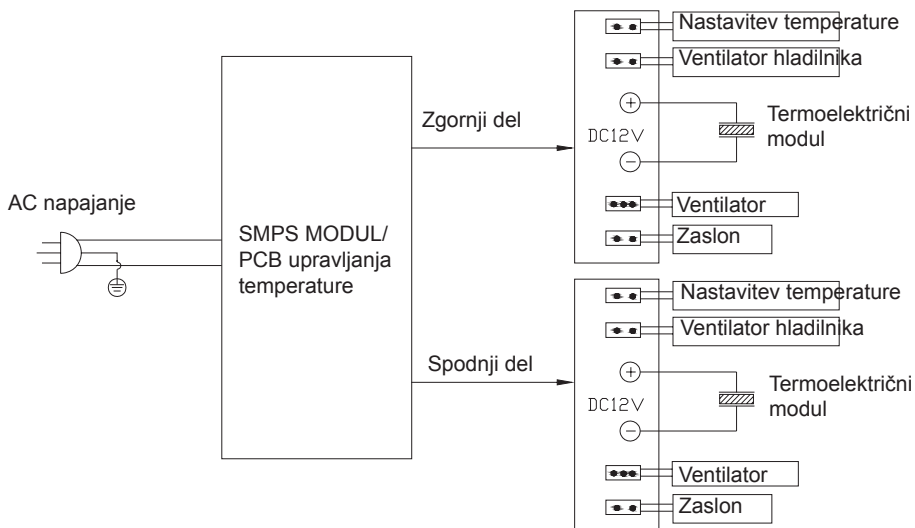 AC napajanje
SMPS MODUL/
PCB upravljanja
temperature
Zgornji del
Nastavitev temperature
Ventilator hladilnika
DC12V
Termoelektrični
modul
Ventilator
Zaslon
Spodnji del
Nastavitev temperature
Ventilator hladilnika
DC12V
Termoelektrični
modul
Ventilator
Zaslon